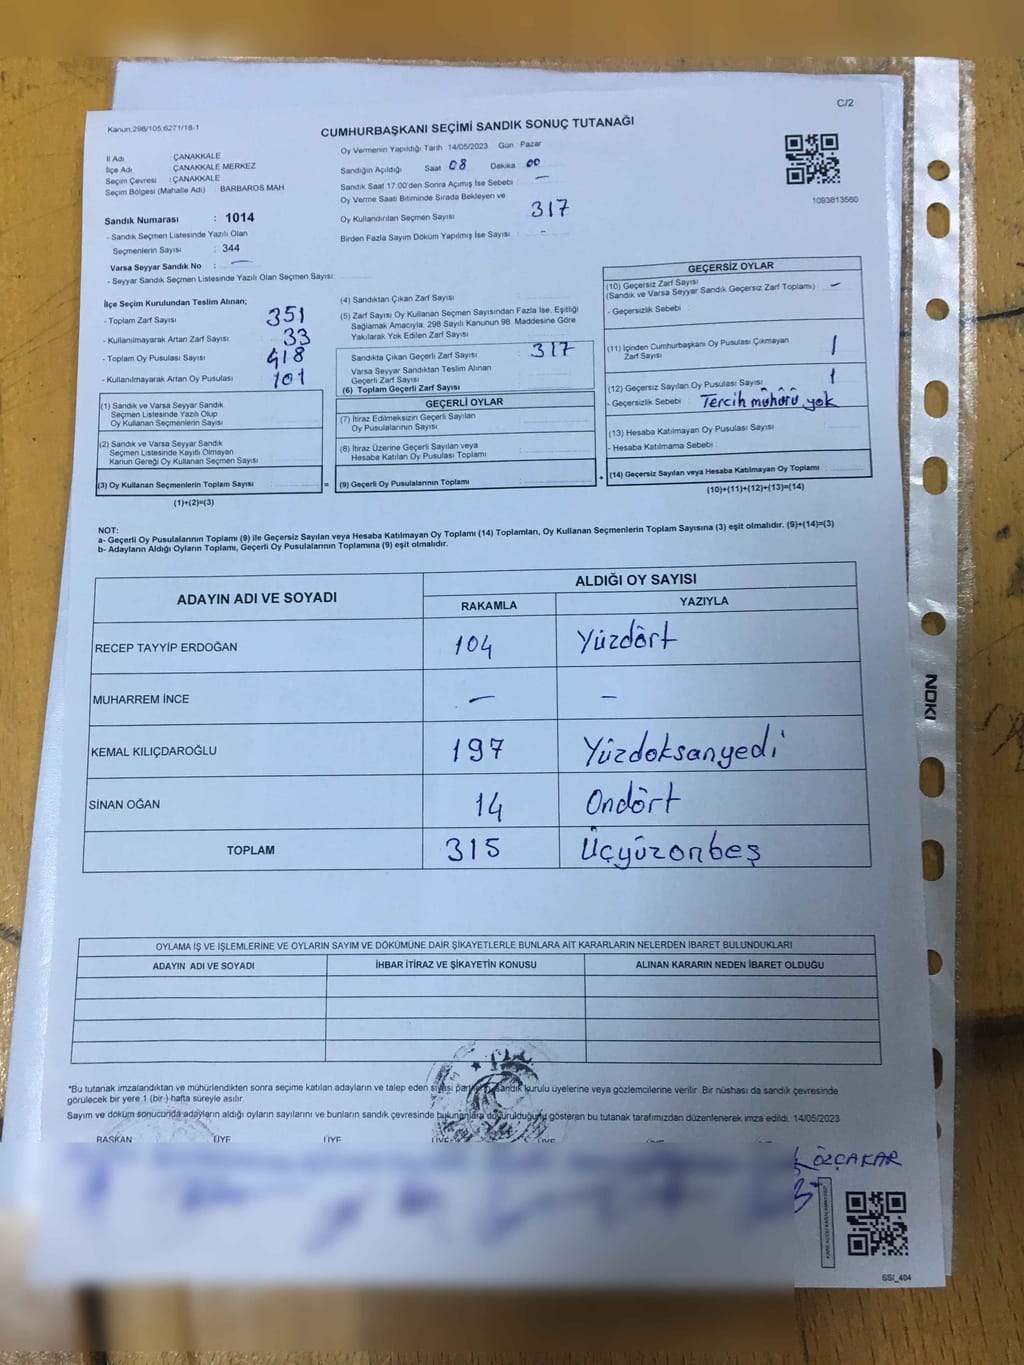 C/2
Kanun:298/105,6271/18-1
CUMHURBAŞKANI SEÇİMİ SANDIK SONUÇ TUTANAĞI
İl Adı : ÇANAKKALE
İlçe Adı : ÇANAKKALE MERKEZ
Seçim Çevresi : ÇANAKKALE
Seçim Bölgesi (Mahalle Adı) BARBAROS MAH
Sandık Numarası : 1014
- Sandık Seçmen Listesinde Yazılı Olan
Seçmenlerin Sayısı : 344
Varsa Seyyar Sandık No : —
- Seyyar Sandık Seçmen Listesinde Yazılı Olan Seçmen Sayısı:
Oy Vermenin Yapıldığı Tarih 14/05/2023 Gün : Pazar
Sandığın Açıldığı Saat : 08 Dakika : 00
Sandık Saat 17:00'den Sonra Açımış İse Sebebi : —
Oy Verme Saati Bitiminde Sırada Bekleyen ve
Oy Kullandırılan Seçmen Sayısı : 317
Birden Fazla Sayım Döküm Yapılmış İse Sayısı : -
1093813560
İlçe Seçim Kurulundan Teslim Alınan;
- Toplam Zarf Sayısı : 351
- Kullanılmayarak Artan Zarf Sayısı : 33
- Toplam Oy Pusulası Sayısı : 418
- Kullanılmayarak Artan Oy Pusulası : 101
(1) Sandık ve Varsa Seyyar Sandık
Seçmen Listesinde Yazılı Olup
Oy Kullanan Seçmenlerin Sayısı :
(2) Sandık ve Varsa Seyyar Sandık
Seçmen Listesinde Kayıtlı Olmayan
Kanun Gereği Oy Kullanan Seçmen Sayısı :
(3) Oy Kullanan Seçmenlerin Toplam Sayısı :
(1)+(2)=(3)
=
(4) Sandıktan Çıkan Zarf Sayısı :
(5) Zarf Sayısı Oy Kullanan Seçmen Sayısından Fazla İse, Eşitliği
Sağlamak Amacıyla, 298 Sayılı Kanunun 98. Maddesine Göre
Yakılarak Yok Edilen Zarf Sayısı :
Sandıkta Çıkan Geçerli Zarf Sayısı : 317
Varsa Seyyar Sandıktan Teslim Alınan
Geçerli Zarf Sayısı :
(6) Toplam Geçerli Zarf Sayısı :
GEÇERLİ OYLAR
(7) İtiraz Edilmeksizin Geçerli Sayılan
Oy Pusulalarının Sayısı :
(8) İtiraz Üzerine Geçerli Sayılan veya
Hesaba Katılan Oy Pusulası Toplamı :
(9) Geçerli Oy Pusulalarının Toplamı :
+
GEÇERSİZ OYLAR
(10) Geçersiz Zarf Sayısı
(Sandık ve Varsa Seyyar Sandık Geçersiz Zarf Toplamı) : —
- Geçersizlik Sebebi :
(11) İçinden Cumhurbaşkanı Oy Pusulası Çıkmayan
Zarf Sayısı : 1
(12) Geçersiz Sayılan Oy Pusulası Sayısı : 1
- Geçersizlik Sebebi : Tercih mühürü yok
(13) Hesaba Katılmayan Oy Pusulası Sayısı :
- Hesaba Katılmama Sebebi :
(14) Geçersiz Sayılan veya Hesaba Katılmayan Oy Toplamı :
(10)+(11)+(12)+(13)=(14)
NOT:
a- Geçerli Oy Pusulalarının Toplamı (9) ile Geçersiz Sayılan veya Hesaba Katılmayan Oy Toplamı (14) Toplamları, Oy Kullanan Seçmenlerin Toplam Sayısına (3) eşit olmalıdır. (9)+(14)=(3)
b- Adayların Aldığı Oyların Toplamı, Geçerli Oy Pusulalarının Toplamına (9) eşit olmalıdır.
ADAYIN ADI VE SOYADI
ALDIĞI OY SAYISI
RAKAMLA YAZIYLA
RECEP TAYYİP ERDOĞAN 104 Yüzdört
MUHARREM İNCE — —
KEMAL KILIÇDAROĞLU 197 Yüzdoksanyedi
SİNAN OĞAN 14 Ondört
TOPLAM 315 Üçyüzonbeş
OYLAMA İŞ VE İŞLEMLERİNE VE OYLARIN SAYIM VE DÖKÜMÜNE DAİR ŞİKAYETLERLE BUNLARA AİT KARARLARIN NELERDEN İBARET BULUNDUKLARI
ADAYIN ADI VE SOYADI İHBAR İTİRAZ VE ŞİKAYETİN KONUSU ALINAN KARARIN NEDEN İBARET OLDUĞU
*Bu tutanak imzalandıktan ve mühürlendikten sonra seçime katılan adayların ve talep eden siyasi sandık kurulu üyelerine veya gözlemcilerine verilir. Bir nüshası da sandık çevresinde
görülecek bir yere 1 (bir-) hafta süreyle asılır.
Sayım ve döküm sonucunda adayların aldığı oyların sayılarını ve bunların sandık çevresinde gösteren bu tutanak tarafımızdan düzenlenerek imza edildi. 14/05/2023
BAŞKAN ÜYE ÜYE ÜYE ÜYE
ÖZÇAKAR
SSI_404
NOKI